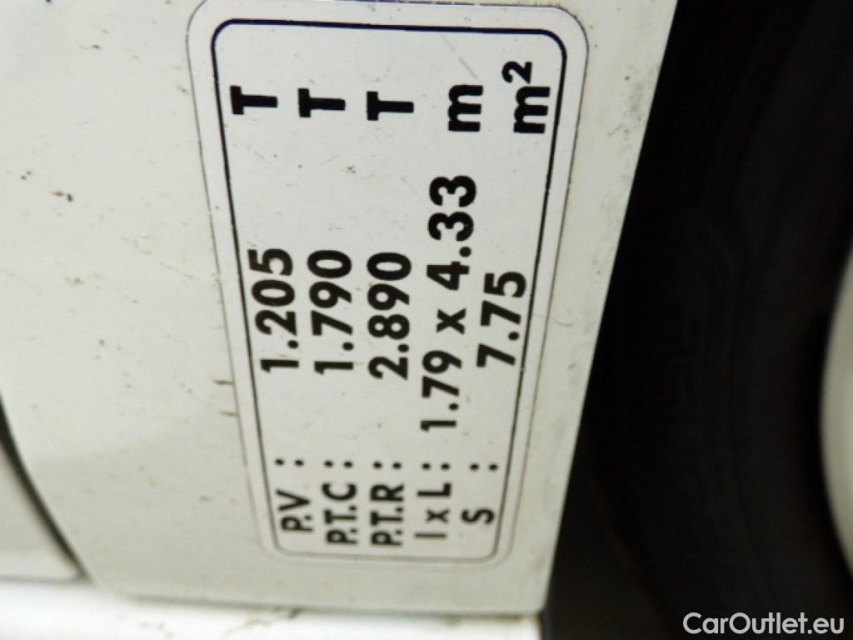 P.V : 1.205 T
P.T.C : 1.790 T
P.T.R : 2.890 T
l x L : 1.79 x 4.33 m
S : 7.75 m²
CarOutlet.eu